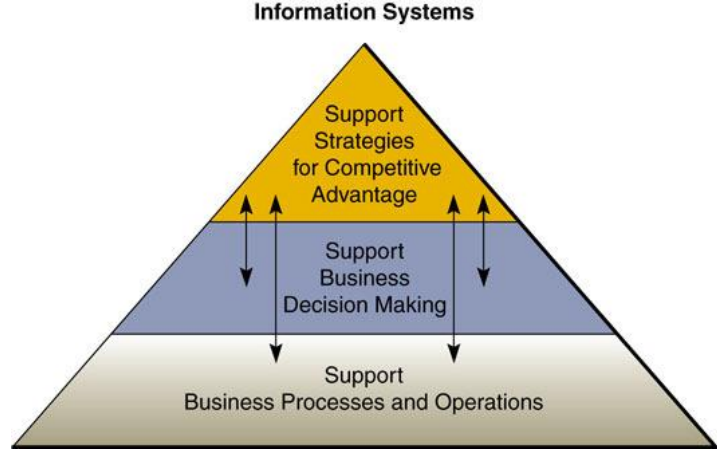 Information Systems
Support
Strategies
for Competitive
Advantage
Support
Business
Decision Making
Support
Business Processes and Operations